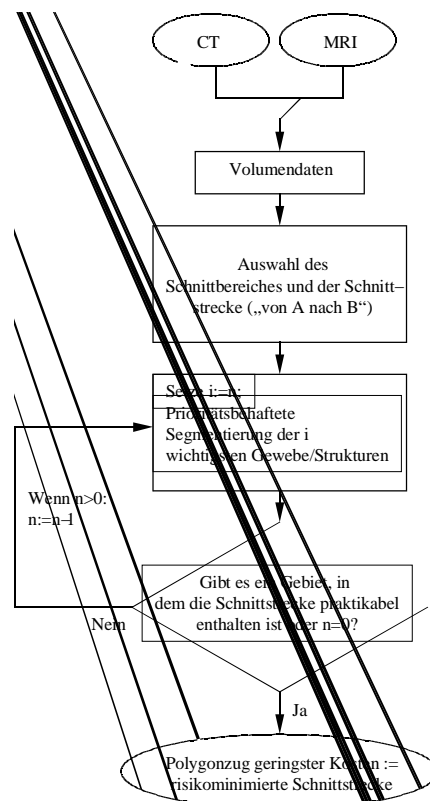 CT
MRI
Volumendaten
Auswahl des
Schnittbereiches und der Schnitt–
strecke („von A nach B“)
Setze i:=n;
Prioritätsbehaftete
Segmentierung der i
wichtigsten Gewebe/Strukturen
Wenn n>0:
n:=n–1
Gibt es ein Gebiet, in
dem die Schnittstrecke praktikabel
enthalten ist oder n=0?
Nein
Ja
Polygonzug geringster Kosten :=
risikominimierte Schnittstrecke